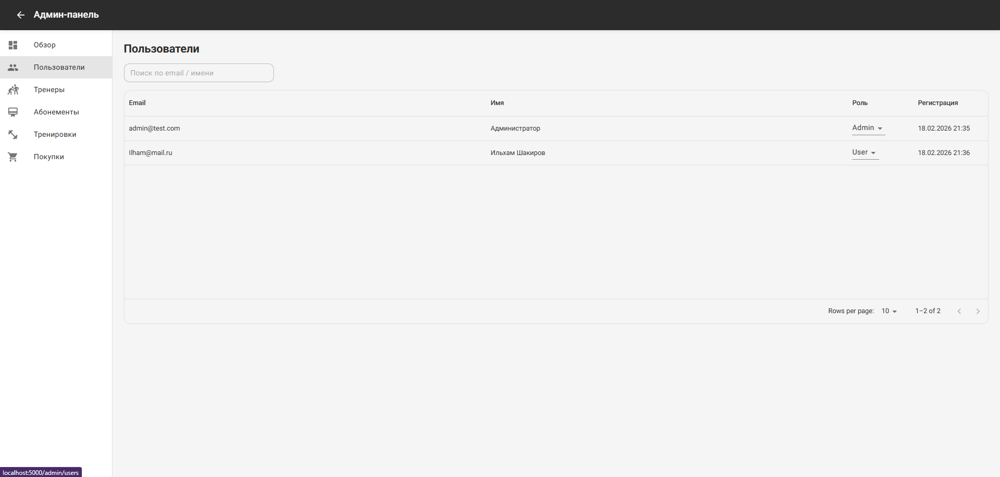 Админ-панель
Обзор
Пользователи
Тренеры
Абонементы
Тренировки
Покупки
Пользователи
Поиск по email / имени
Email Имя Роль Регистрация
admin@test.com Администратор Admin 18.02.2026 21:35
Ilham@mail.ru Ильхам Шакиров User 18.02.2026 21:36
Rows per page: 10 1–2 of 2
localhost:5000/admin/users